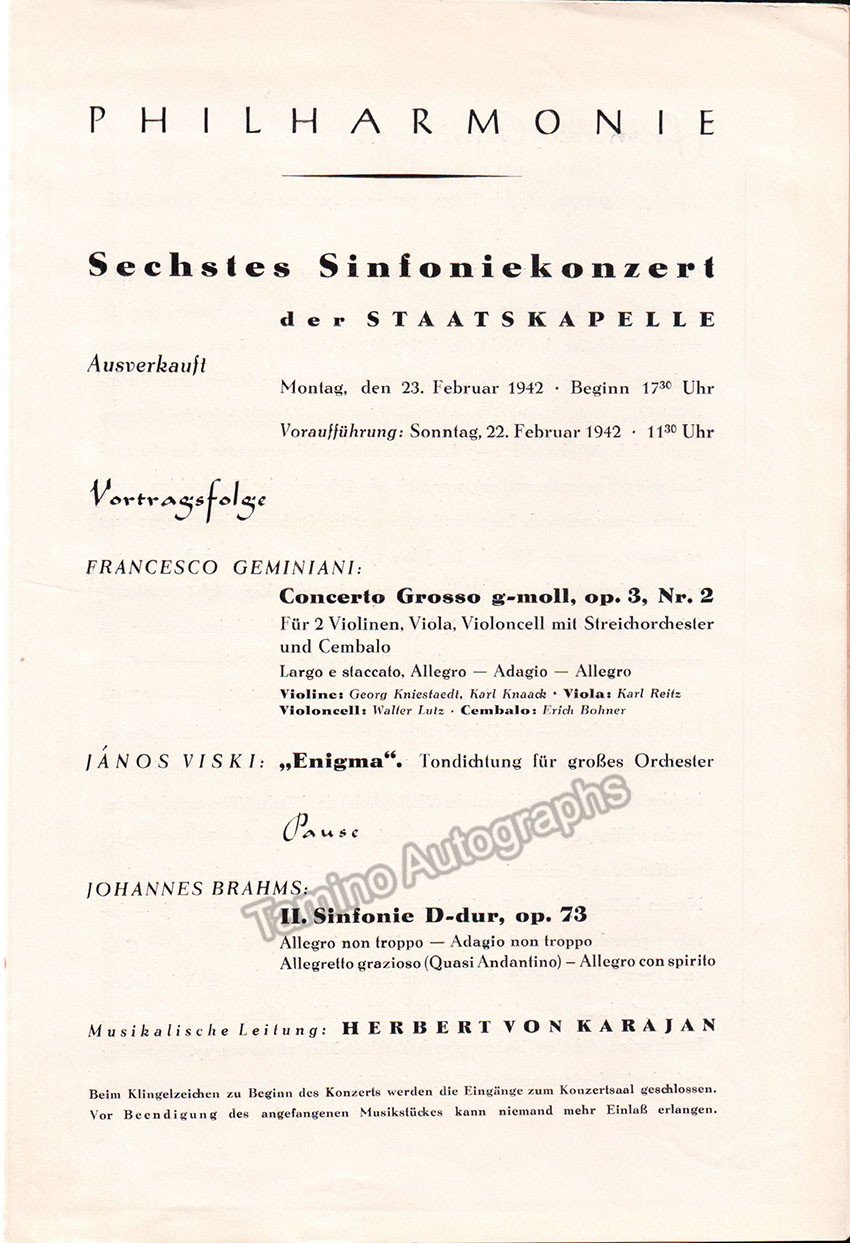 PHILHARMONIE
Sechstes Sinfoniekonzert
der STAATSKAPELLE
Ausverkauft
Montag, den 23. Februar 1942 · Beginn 17³⁰ Uhr
Voraufführung: Sonntag, 22. Februar 1942 · 11³⁰ Uhr
Vortragsfolge
FRANCESCO GEMINIANI:
Concerto Grosso g-moll, op. 3, Nr. 2
Für 2 Violinen, Viola, Violoncell mit Streichorchester
und Cembalo
Largo e staccato, Allegro — Adagio — Allegro
Violine: Georg Kniestaedt, Karl Knaack · Viola: Karl Reitz
Violoncell: Walter Lutz · Cembalo: Erich Bohner
JÁNOS VISKI: „Enigma“. Tondichtung für großes Orchester
Pause
Tamino Autographs
JOHANNES BRAHMS:
II. Sinfonie D-dur, op. 73
Allegro non troppo — Adagio non troppo
Allegretto grazioso (Quasi Andantino) – Allegro con spirito
Musikalische Leitung: HERBERT VON KARAJAN
Beim Klingelzeichen zu Beginn des Konzerts werden die Eingänge zum Konzertsaal geschlossen.
Vor Beendigung des angefangenen Musikstückes kann niemand mehr Einlaß erlangen.